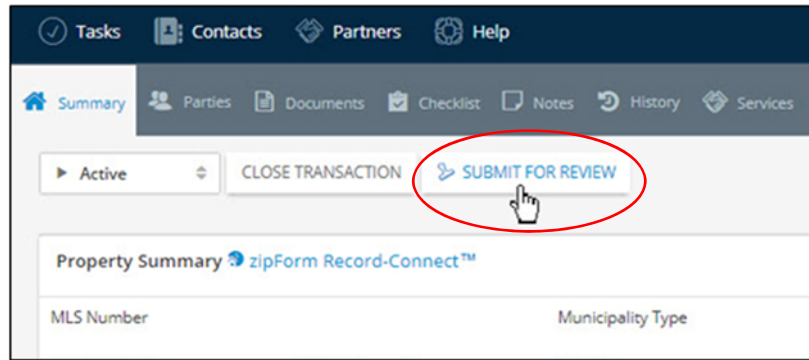 Tasks Contacts Partners Help
Summary Parties Documents Checklist Notes History Services
Active CLOSE TRANSACTION SUBMIT FOR REVIEW
Property Summary zipForm Record-Connect™
MLS Number Municipality Type